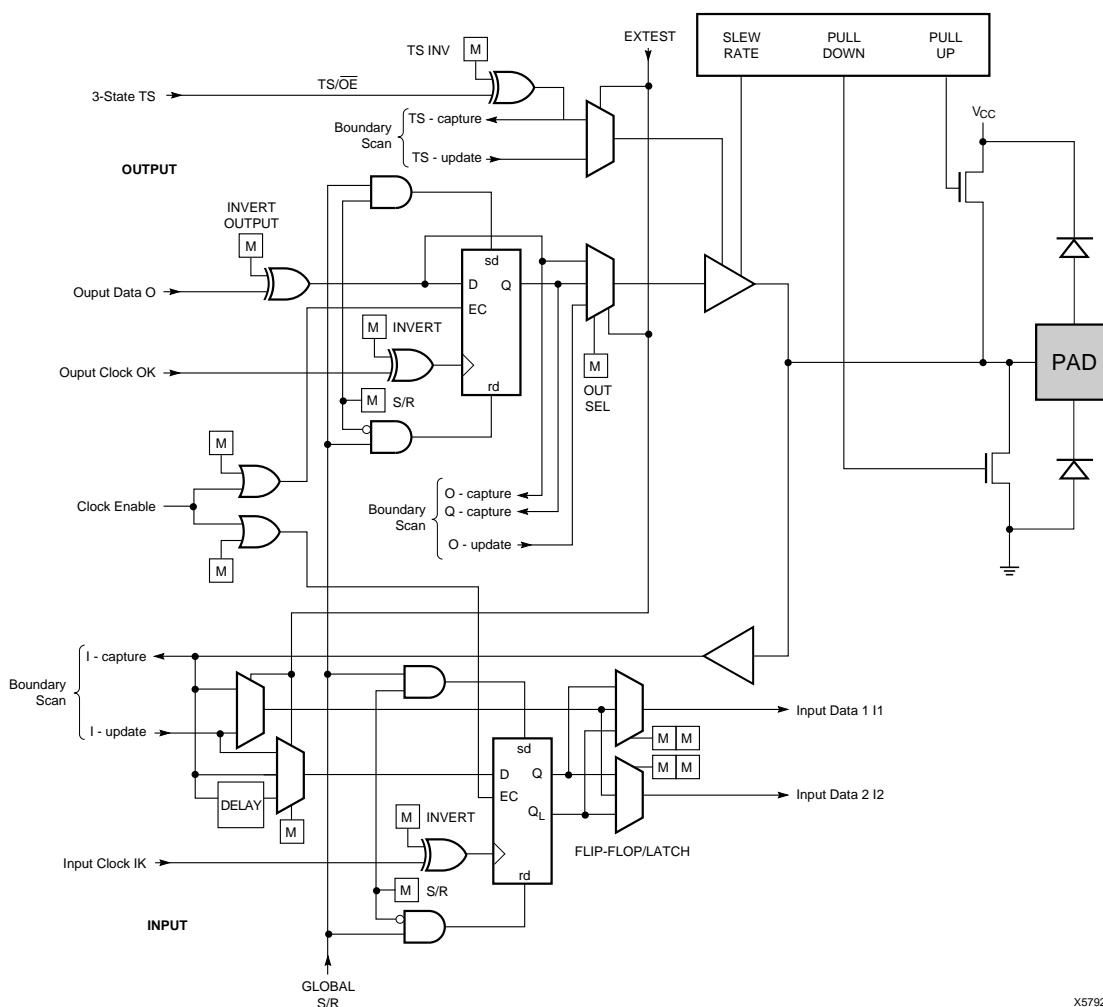 EXTEST
SLEW
RATE
PULL
DOWN
PULL
UP
TS INV
M
TS/OE
3-State TS
TS - capture
Boundary
Scan
TS - update
VCC
OUTPUT
INVERT
OUTPUT
M
sd
D
Q
Ouput Data O
EC
M
INVERT
PAD
Ouput Clock OK
M
rd
OUT
SEL
M
S/R
M
Clock Enable
O - capture
Q - capture
Boundary
Scan
O - update
M
I - capture
Boundary
Scan
I - update
Input Data 1 I1
M M
sd
M M
D
Q
EC
Input Data 2 I2
DELAY
M
QL
M
INVERT
FLIP-FLOP/LATCH
Input Clock IK
rd
M
S/R
INPUT
GLOBAL
S/R
X5792